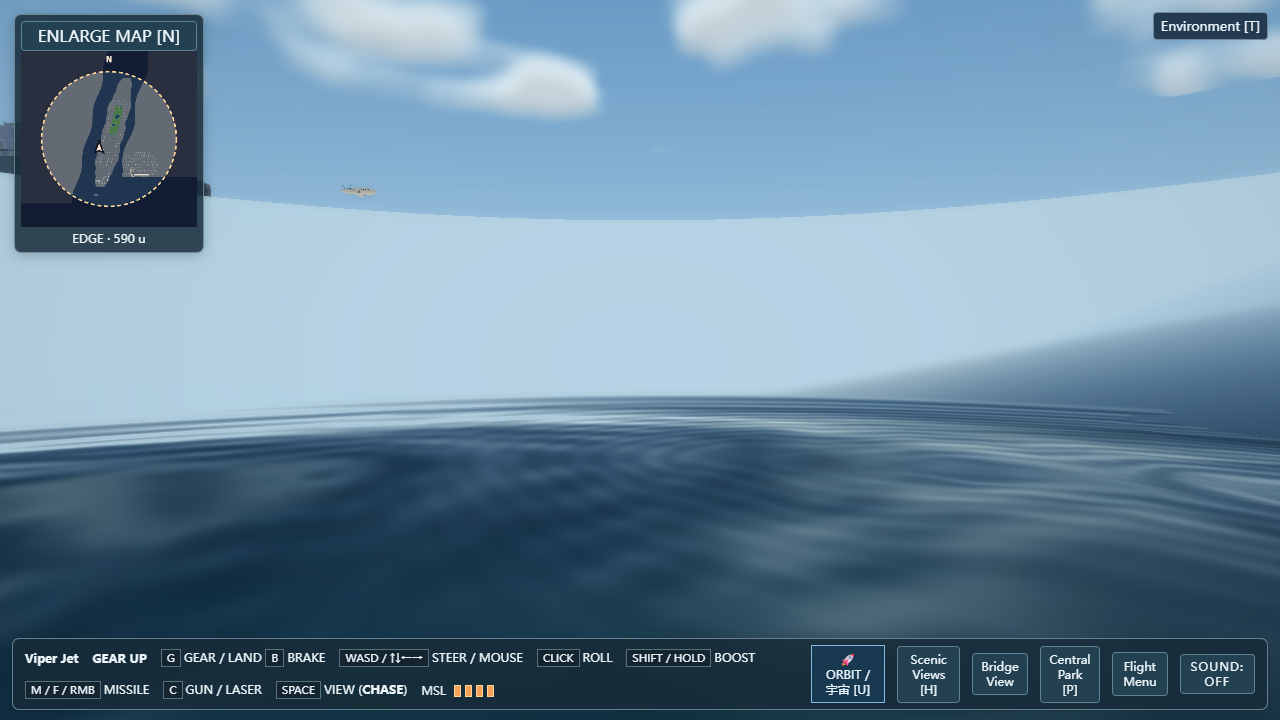 ENLARGE MAP [N]
N
EDGE · 590 u
Environment [T]
Viper Jet GEAR UP G GEAR / LAND B BRAKE WASD / ↑↓←→ STEER / MOUSE CLICK ROLL SHIFT / HOLD BOOST
M / F / RMB MISSILE C GUN / LASER SPACE VIEW (CHASE) MSL
🚀
ORBIT /
宇宙 [U]
Scenic
Views
[H]
Bridge
View
Central
Park
[P]
Flight
Menu
SOUND:
OFF